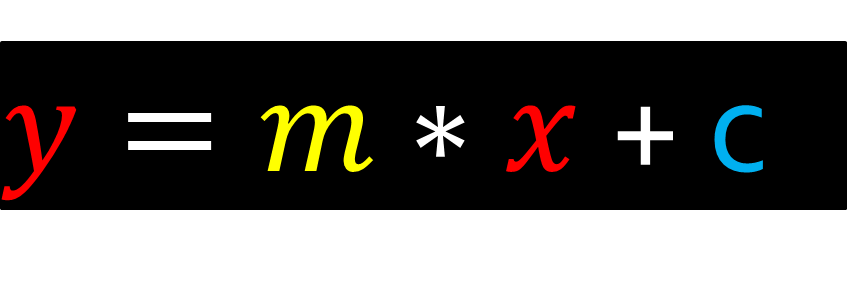 y = m * x + c